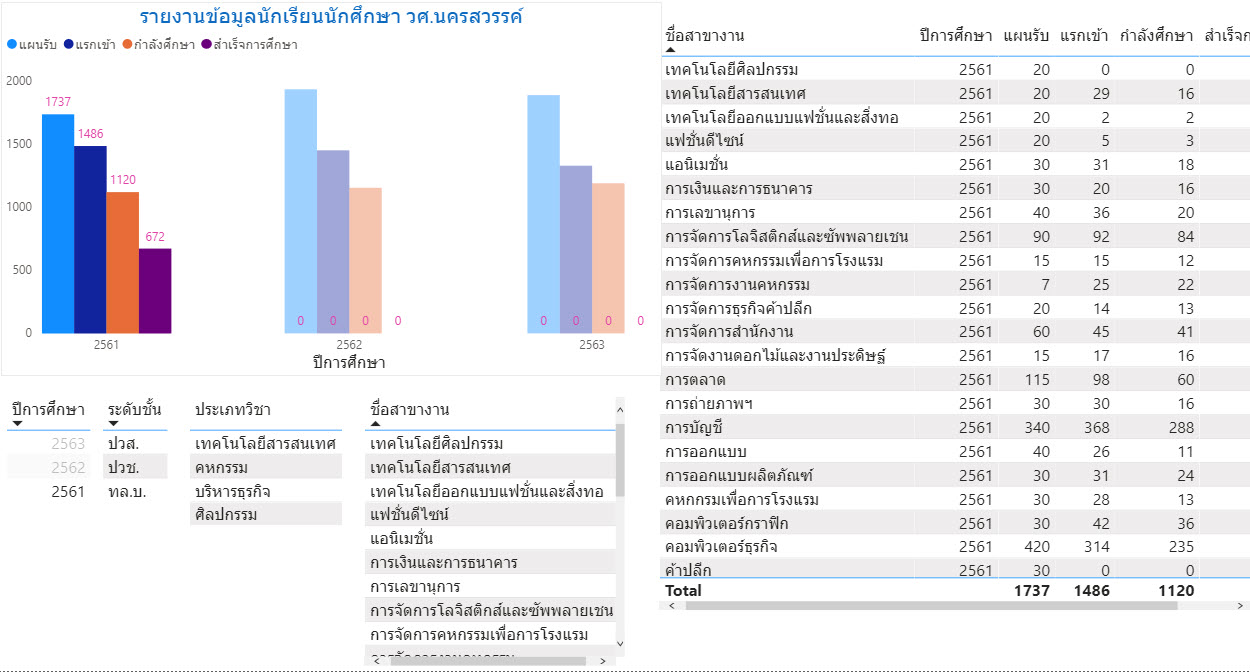 รายงานข้อมูลนักเรียนนักศึกษา วศ.นครสวรรค์
แผนรับ แรกเข้า กำลังศึกษา สำเร็จการศึกษา
2000
1500
1000
500
0
1737
1486
1120
672
0 0 0 0
0 0 0 0
2561 2562 2563
ปีการศึกษา
ปีการศึกษา
2563
2562
2561
ระดับชั้น
ปวส.
ปวช.
ทล.บ.
ประเภทวิชา
เทคโนโลยีสารสนเทศ
คหกรรม
บริหารธุรกิจ
ศิลปกรรม
ชื่อสาขางาน
เทคโนโลยีศิลปกรรม
เทคโนโลยีสารสนเทศ
เทคโนโลยีออกแบบแฟชั่นและสิ่งทอ
แฟชั่นดีไซน์
แอนิเมชั่น
การเงินและการธนาคาร
การเลขานุการ
การจัดการโลจิสติกส์และซัพพลายเชน
การจัดการคหกรรมเพื่อการโรงแรม
ชื่อสาขางาน ปีการศึกษา แผนรับ แรกเข้า กำลังศึกษา สำเร็จก
เทคโนโลยีศิลปกรรม 2561 20 0 0
เทคโนโลยีสารสนเทศ 2561 20 29 16
เทคโนโลยีออกแบบแฟชั่นและสิ่งทอ 2561 20 2 2
แฟชั่นดีไซน์ 2561 20 5 3
แอนิเมชั่น 2561 30 31 18
การเงินและการธนาคาร 2561 30 20 16
การเลขานุการ 2561 40 36 20
การจัดการโลจิสติกส์และซัพพลายเชน 2561 90 92 84
การจัดการคหกรรมเพื่อการโรงแรม 2561 15 15 12
การจัดการงานคหกรรม 2561 7 25 22
การจัดการธุรกิจค้าปลีก 2561 20 14 13
การจัดการสำนักงาน 2561 60 45 41
การจัดงานดอกไม้และงานประดิษฐ์ 2561 15 17 16
การตลาด 2561 115 98 60
การถ่ายภาพฯ 2561 30 30 16
การบัญชี 2561 340 368 288
การออกแบบ 2561 40 26 11
การออกแบบผลิตภัณฑ์ 2561 30 31 24
คหกกรมเพื่อการโรงแรม 2561 30 28 13
คอมพิวเตอร์กราฟิก 2561 30 42 36
คอมพิวเตอร์ธุรกิจ 2561 420 314 235
ค้าปลีก 2561 30 0 0
Total 1737 1486 1120